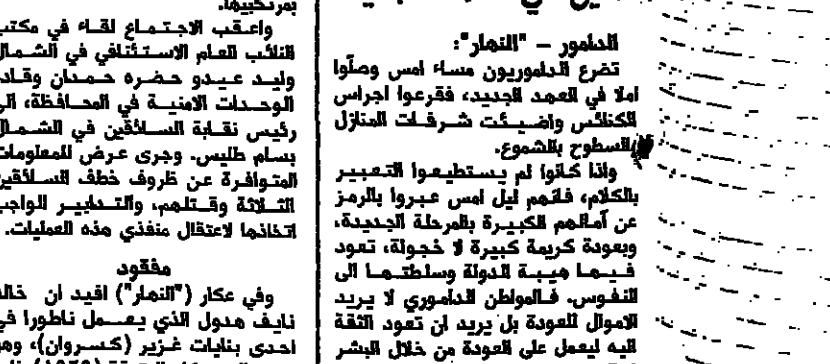 الدامور – "النهار":
تضرع الداموريون مساء امس وصلّوا
املا في العهد الجديد، فقرعوا اجراس
الكنائس واضيئت شرفات المنازل
والسطوح بالشموع.
واذا كانوا لم يستطيعوا التعبير
بالكلام، فانهم ليل امس عبروا بالرمز
عن آمالهم الكبيرة بالمرحلة الجديدة،
وبعودة كريمة كبيرة لا خجولة، تعود
فيها هيبة الدولة وسلطتها الى
النفوس. فالمواطن الداموري لا يريد
الاموال للعودة بل يريد ان تعود الثقة
اليه ليعمل على العودة من خلال البشر
بمرتكبيها.
واعقب الاجتماع لقاء في مكتب
النائب العام الاستئنافي في الشمال
وليد عيدو حضره حمدان وقادة
الوحدات الامنية في المحافظة، الى
رئيس نقابة السائقين في الشمال
بسام طليس. وجرى عرض للمعلومات
المتوافرة عن ظروف خطف السائقين
الثلاثة وقتلهم، والتدابير الواجب
اتخاذها لاعتقال منفذي هذه العمليات.
مفقود
وفي عكار ("النهار") افيد ان خالد
نايف هدول الذي يعمل ناطورا في
احدى بنايات غزير (كسروان)، وهو